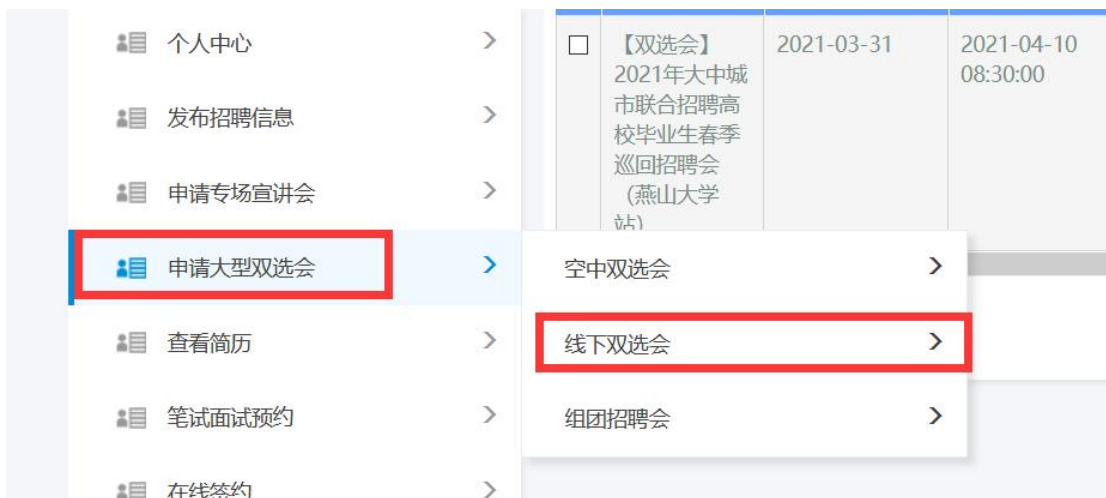 个人中心
发布招聘信息
申请专场宣讲会
申请大型双选会
查看简历
笔试面试预约
在线签约
【双选会】
2021年大中城
市联合招聘高
校毕业生春季
巡回招聘会
（燕山大学
站）
2021-03-31
2021-04-10
08:30:00
空中双选会
线下双选会
组团招聘会